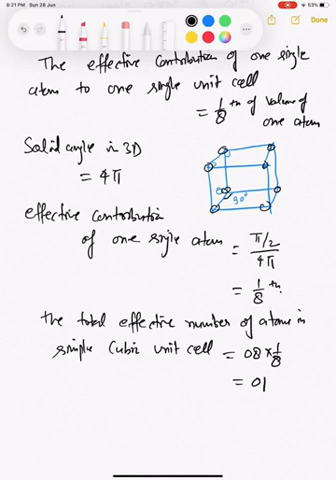 8:21 PM Sun 28 Jun
53%
Done
The effective contribution of one single
atom to one single unit cell
= 1/8 th of volume of
one atom
Solid angle in 3D
= 4π
90°
effective contribution
of one single atom = π/2 / 4π
= 1/8 th.
The total effective number of atoms in
simple cubic unit cell = 08 × 1/8
= 01